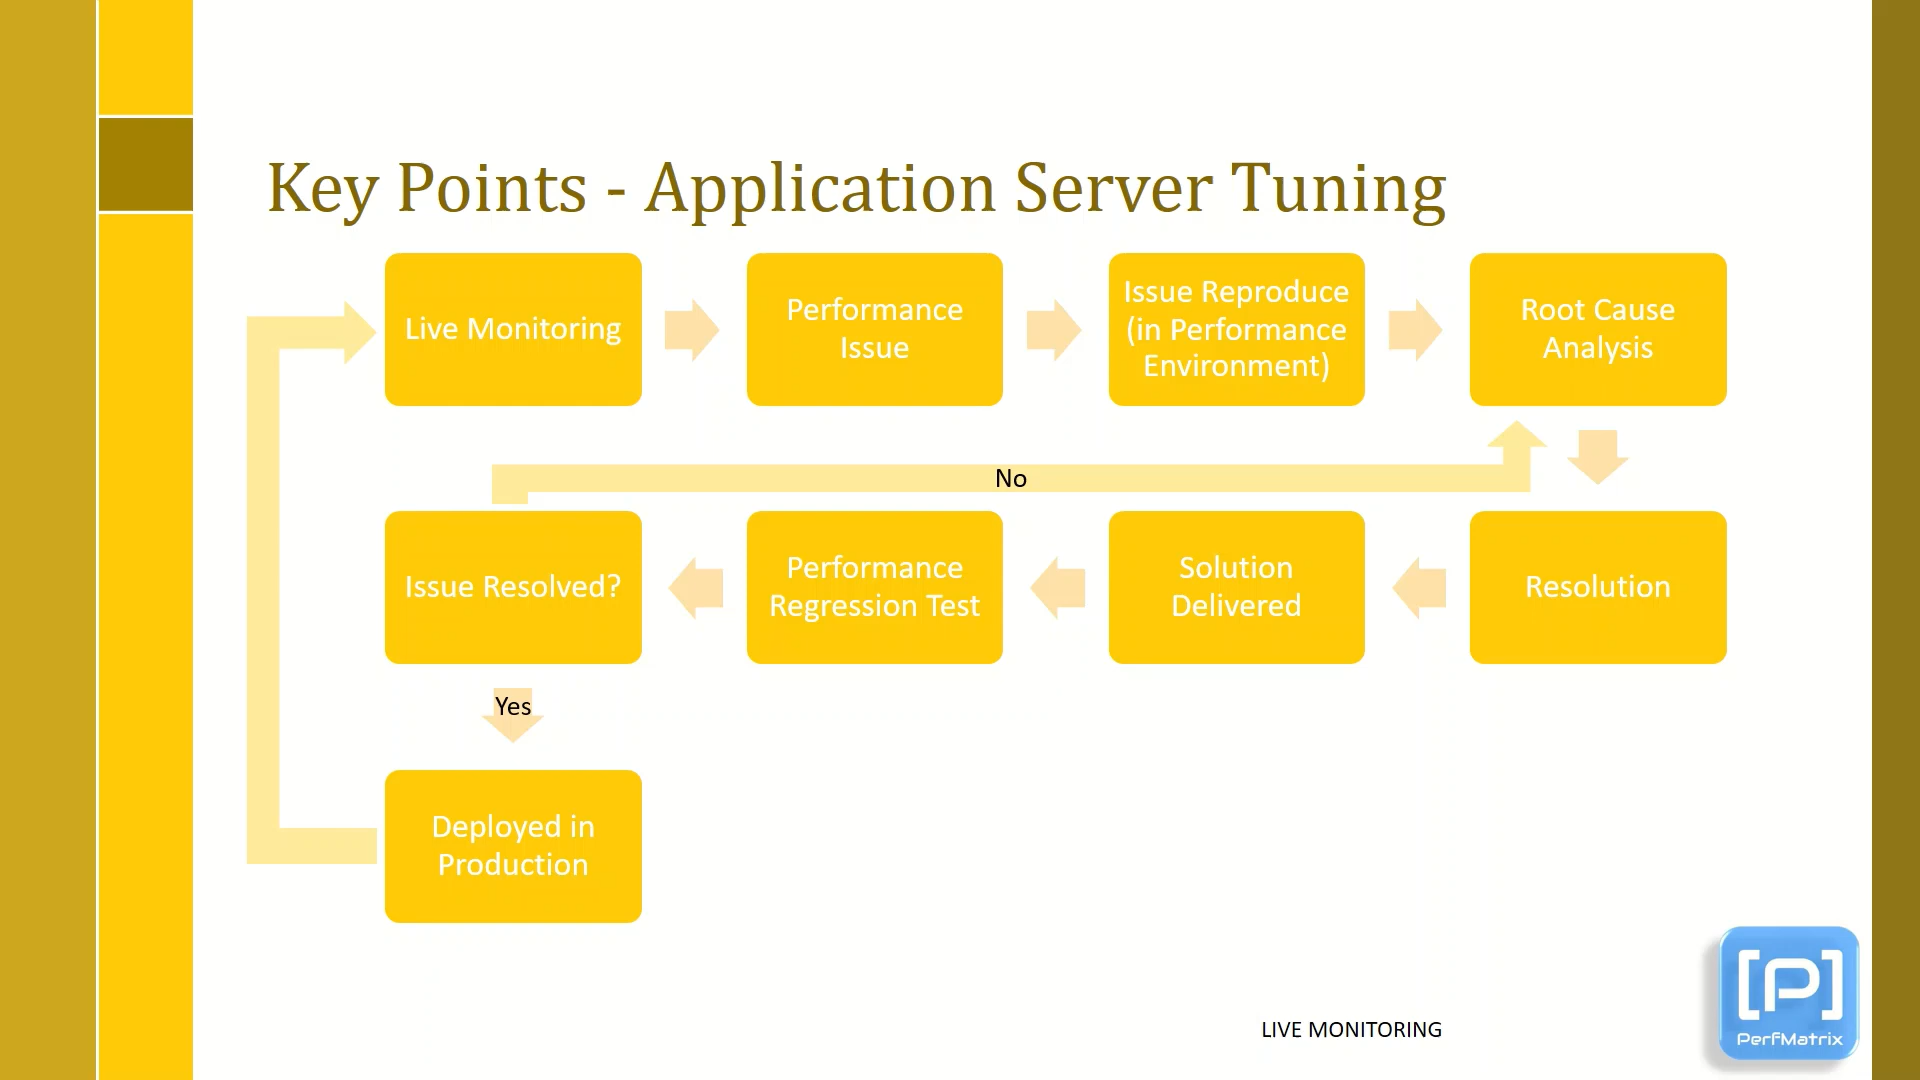 Key Points - Application Server Tuning
Live Monitoring
Performance
Issue
Issue Reproduce
(in Performance
Environment)
Root Cause
Analysis
No
Issue Resolved?
Performance
Regression Test
Solution
Delivered
Resolution
Yes
Deployed in
Production
LIVE MONITORING
[P]
PerfMatrix